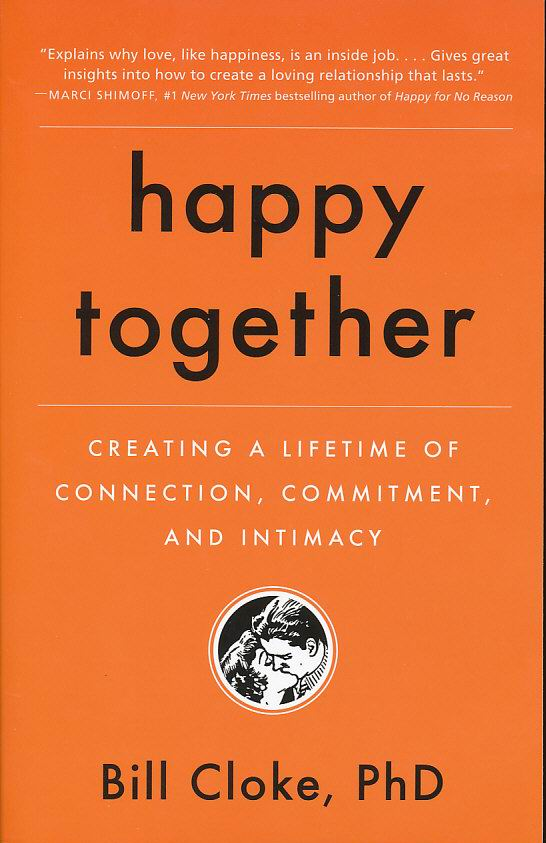 "Explains why love, like happiness, is an inside job. . . . Gives great
insights into how to create a loving relationship that lasts."
—MARCI SHIMOFF, #1 New York Times bestselling author of Happy for No Reason
happy
together
CREATING A LIFETIME OF
CONNECTION, COMMITMENT,
AND INTIMACY
Bill Cloke, PhD